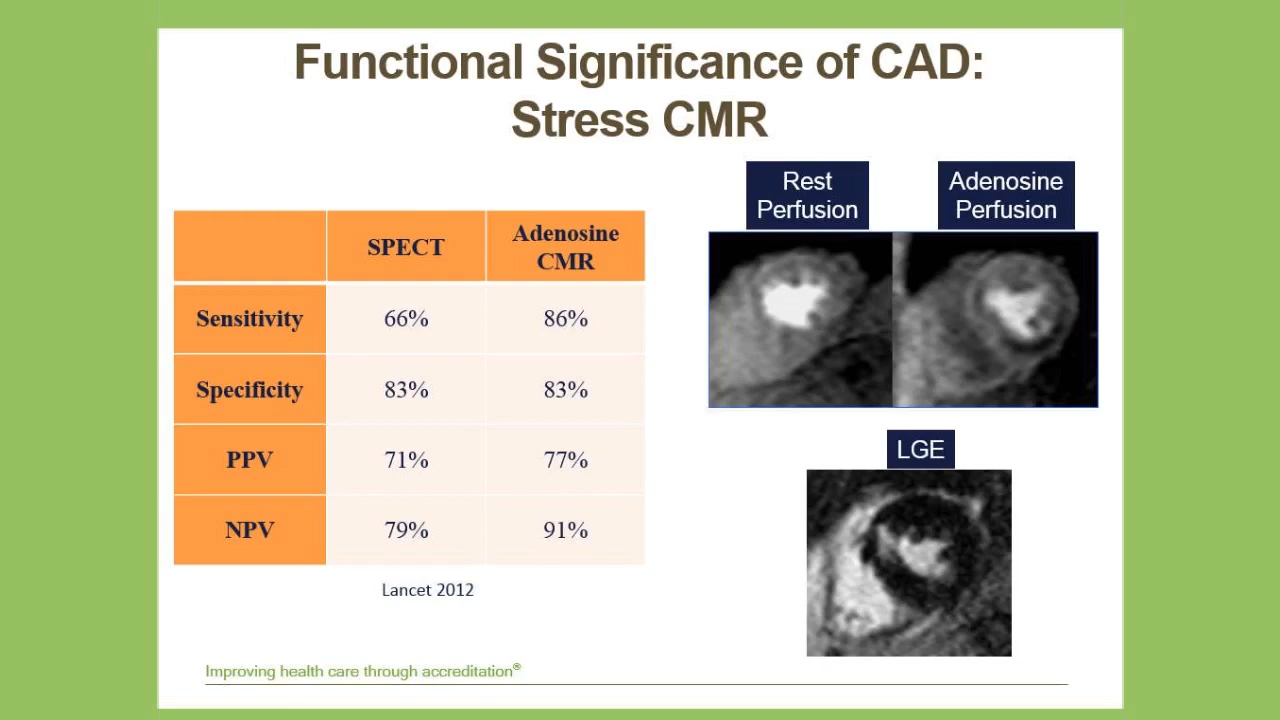 Functional Significance of CAD:
Stress CMR
SPECT
Adenosine
CMR
Sensitivity 66% 86%
Specificity 83% 83%
PPV 71% 77%
NPV 79% 91%
Lancet 2012
Rest
Perfusion
Adenosine
Perfusion
LGE
Improving health care through accreditation®